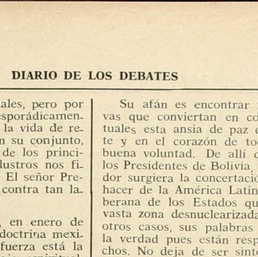 DIARIO DE LOS DEBATES
ales, pero por
esporádicamen-
la vida de re-
n su conjunto,
de los princi-
lustros nos fi-
El señor Pre-
contra tan la-
, en enero de
doctrina mexi-
fuerza está la
Su afán es encontrar
vas que conviertan en co
tuales esta ansia de paz
te y en el corazón de to
buena voluntad. De allí
los Presidentes de Bolivia,
dor surgiera la concertació
hacer de la América Latin
berana de los Estados qu
vasta zona desnuclearizada
otros casos, sus palabras
la verdad pues están resp
chos. No deja de ser sin